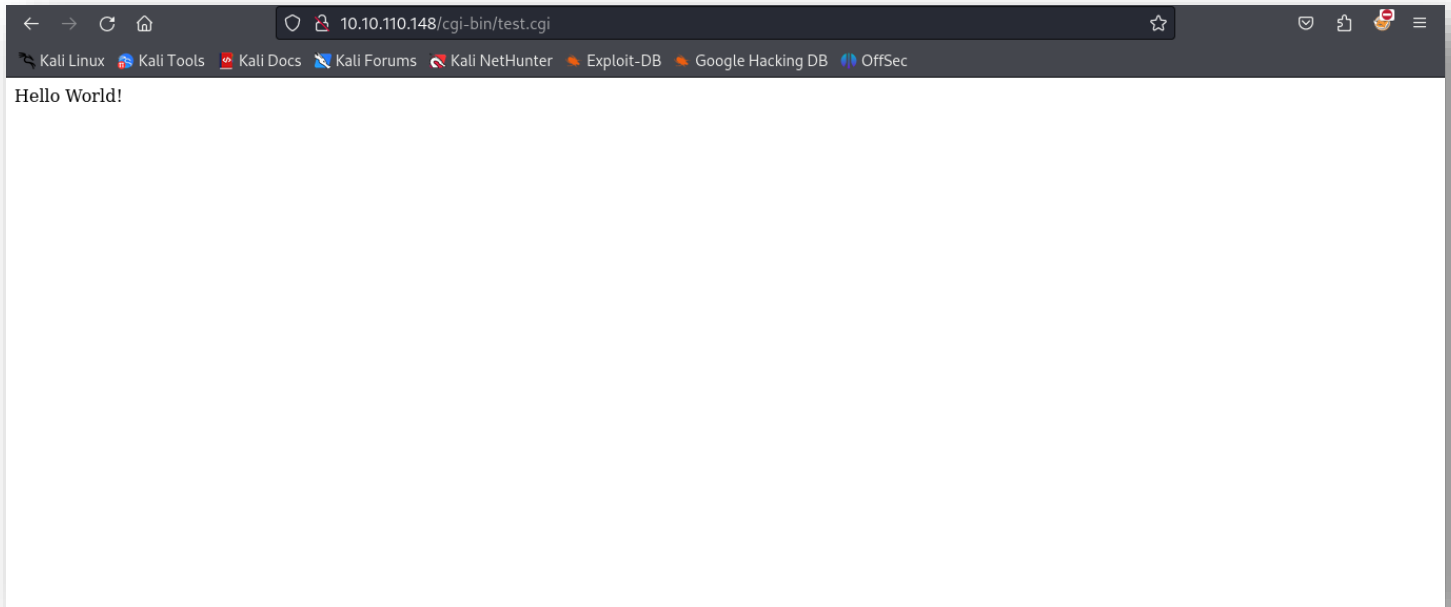 10.10.110.148/cgi-bin/test.cgi
Kali Linux Kali Tools Kali Docs Kali Forums Kali NetHunter Exploit-DB Google Hacking DB OffSec
Hello World!